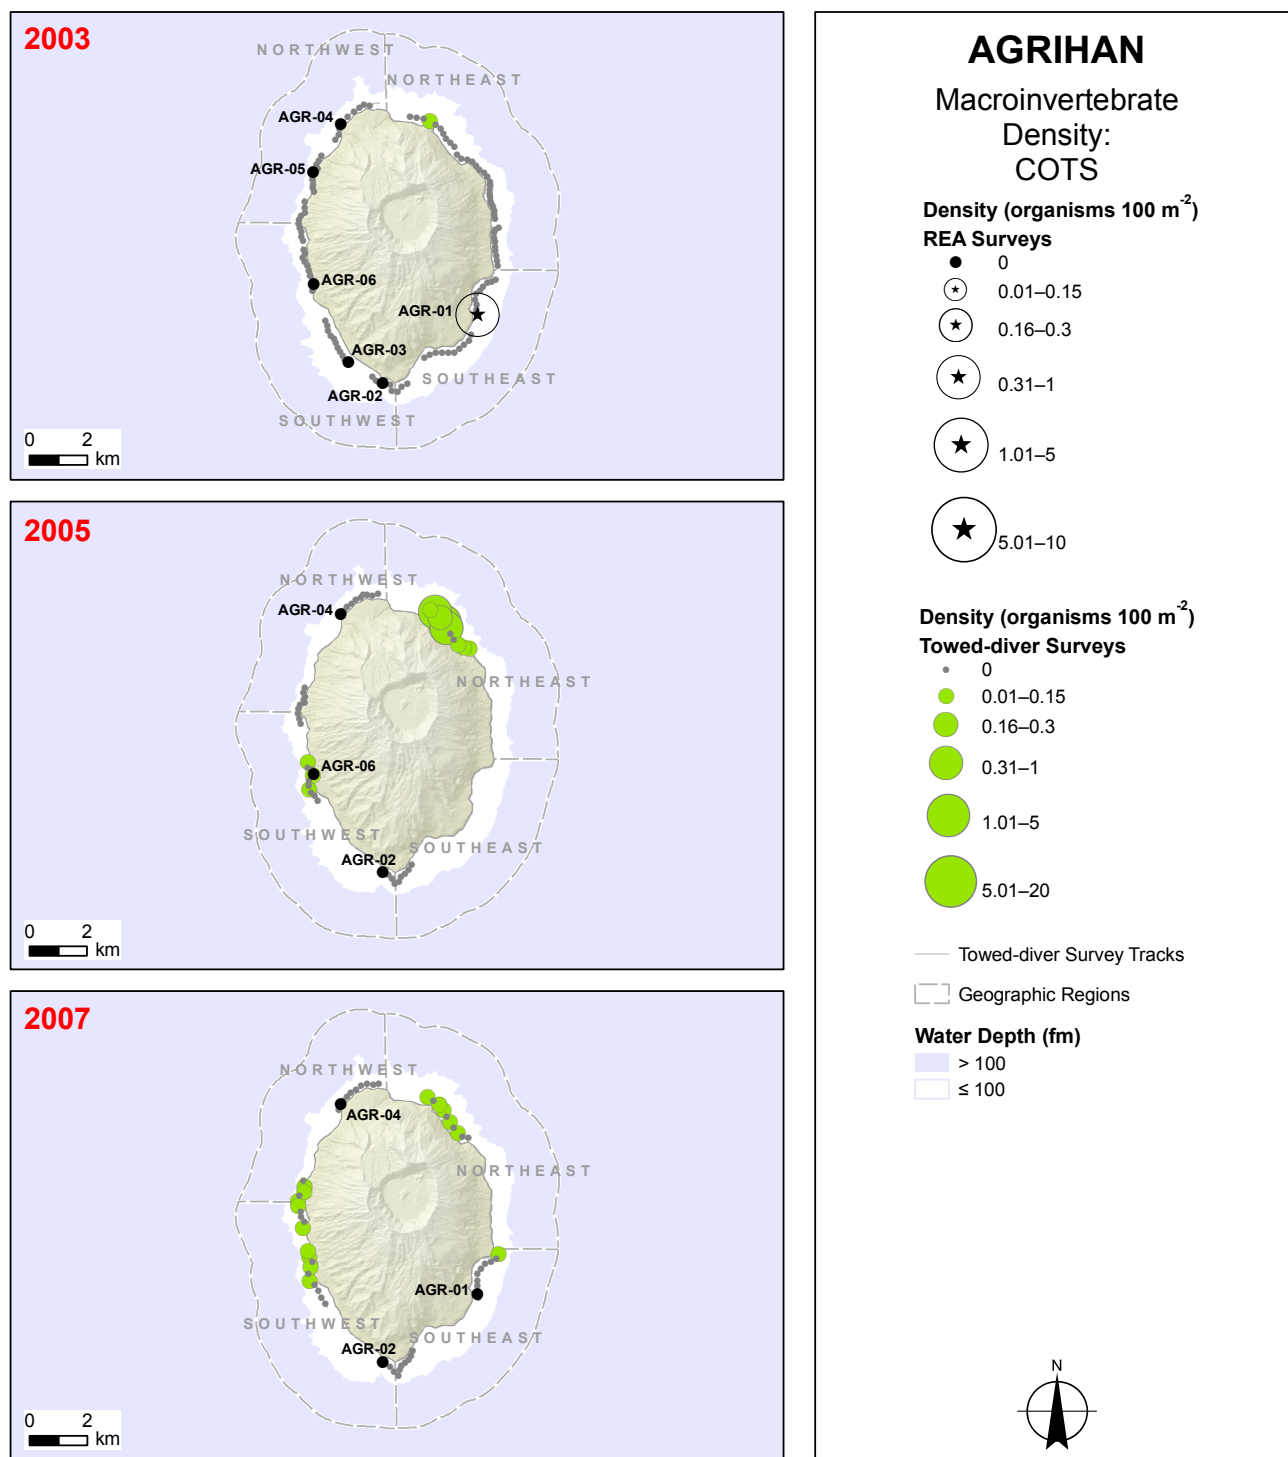 2003
NORTHWEST
NORTHEAST
AGR-04
AGR-05
AGR-06
AGR-01
AGR-03
AGR-02
SOUTHEAST
SOUTHWEST
0 2
km
2005
NORTHWEST
AGR-04
NORTHEAST
AGR-06
SOUTHWEST
SOUTHEAST
AGR-02
0 2
km
2007
NORTHWEST
AGR-04
NORTHEAST
AGR-01
SOUTHWEST
SOUTHEAST
AGR-02
0 2
km
AGRIHAN
Macroinvertebrate
Density:
COTS
Density (organisms 100 m-2)
REA Surveys
0
0.01–0.15
0.16–0.3
0.31–1
1.01–5
5.01–10
Density (organisms 100 m-2)
Towed-diver Surveys
0
0.01–0.15
0.16–0.3
0.31–1
1.01–5
5.01–20
Towed-diver Survey Tracks
Geographic Regions
Water Depth (fm)
> 100
≤ 100
N